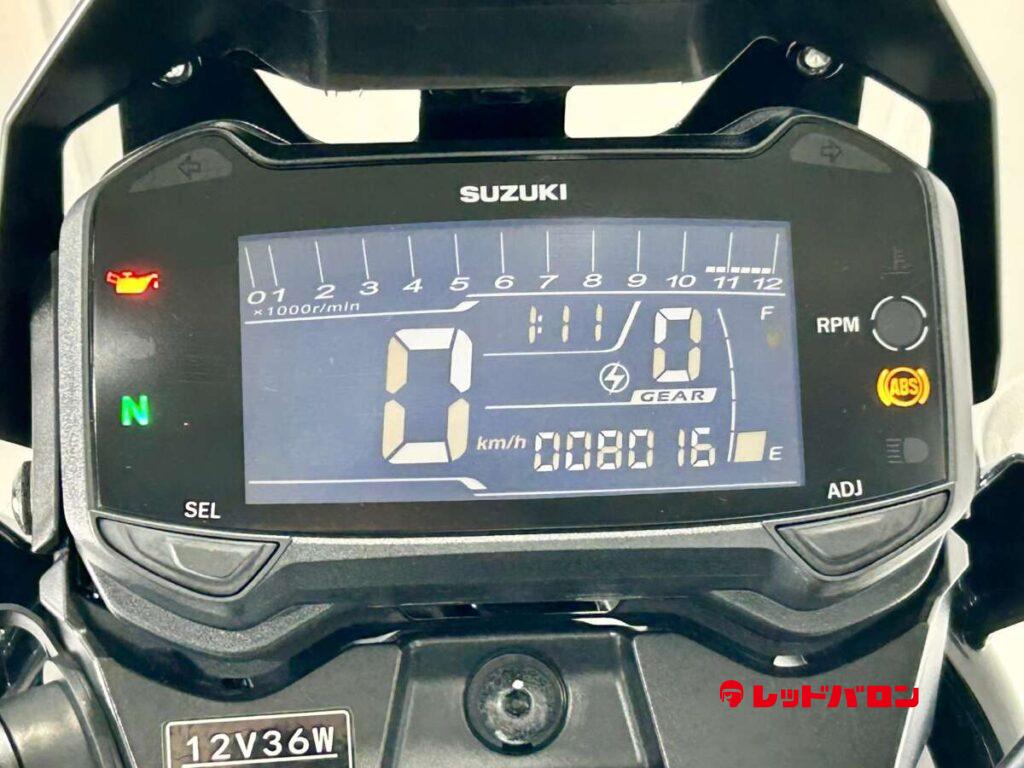 SUZUKI
0 1 2 3 4 5 6 7 8 9 10 11 12
×1000r/min
1:11
F
0
GEAR
RPM
ABS
N
0 km/h
008016
E
SEL
ADJ
レッドバロン
12V36W